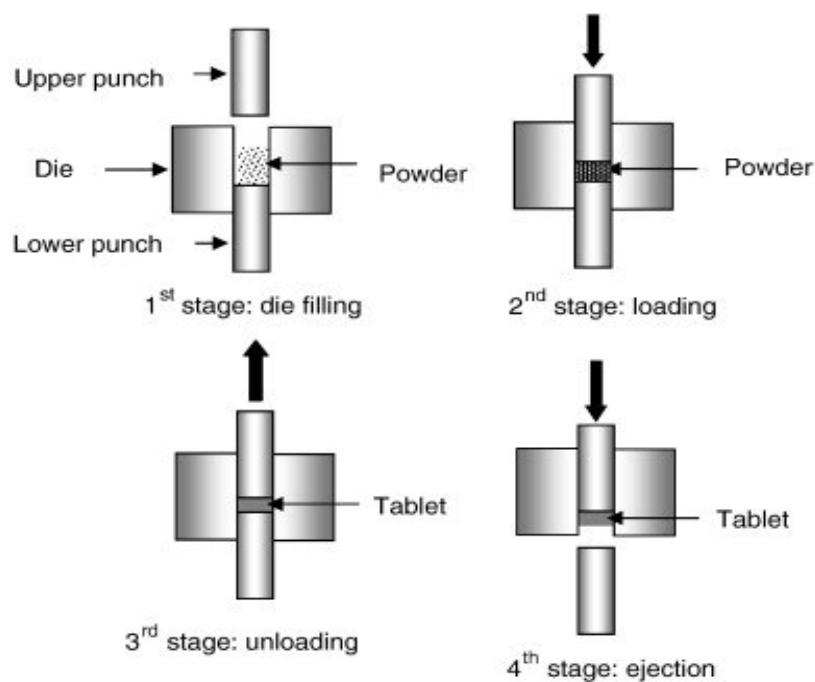 Upper punch
Die
Powder
Lower punch
1st stage: die filling
Powder
2nd stage: loading
Tablet
3rd stage: unloading
Tablet
4th stage: ejection